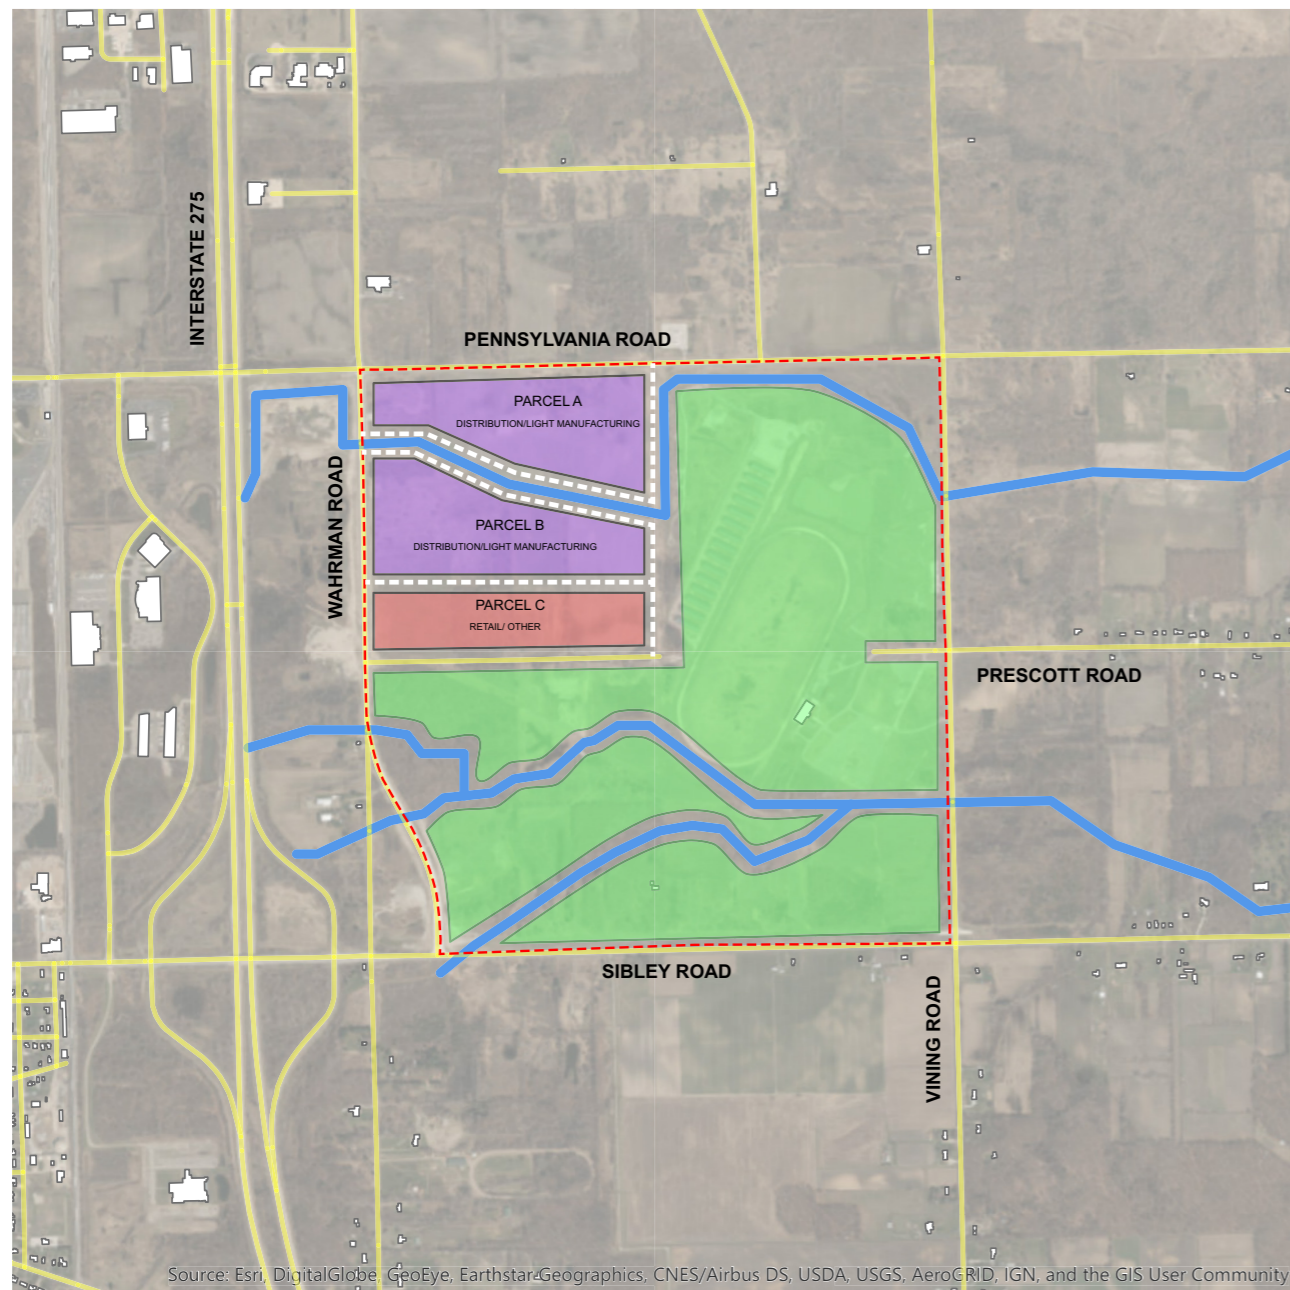 INTERSTATE 275
PENNSYLVANIA ROAD
PARCEL A
DISTRIBUTION/LIGHT MANUFACTURING
WAHRMAN ROAD
PARCEL B
DISTRIBUTION/LIGHT MANUFACTURING
PARCEL C
RETAIL/ OTHER
PRESCOTT ROAD
SIBLEY ROAD
VINING ROAD
Source: Esri, DigitalGlobe, GeoEye, Earthstar Geographics, CNES/Airbus DS, USDA, USGS, AeroGRID, IGN, and the GIS User Community